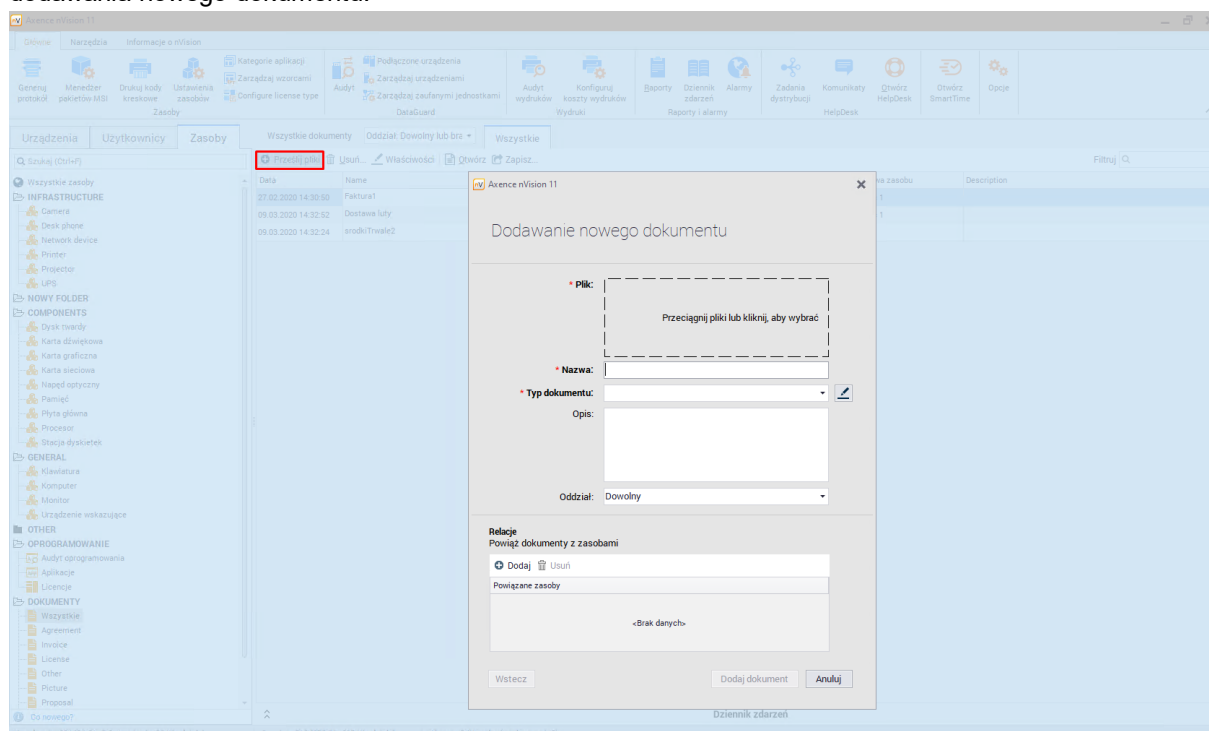 dodawania nowego dokumentu.
Axence nVision 11
Główne Narzędzia Informacje o nVision
Generuj protokół
Menedżer pakietów MSI
Drukuj kody kreskowe
Ustawienia zasobów
Kategorie aplikacji
Zarządzaj wzorcami
Configure license type
Zasoby
Audyt
Podłączone urządzenia
Zarządzaj urządzeniami
Zarządzaj zaufanymi jednostkami
DataGuard
Audyt wydruków
Konfiguruj koszty wydruków
Wydruki
Raporty
Dziennik zdarzeń
Alarmy
Raporty i alarmy
Zadania dystrybucji
Komunikaty
Otwórz HelpDesk
HelpDesk
Otwórz SmartTime
Opcje
Urządzenia Użytkownicy Zasoby
Wszystkie dokumenty Oddział: Dowolny lub bra Wszystkie
Szukaj (Ctrl+F)
Prześlij pliki Usuń... Właściwości Otwórz Zapisz... Filtruj
Wszystkie zasoby
INFRASTRUCTURE
Camera
Desk phone
Network device
Printer
Projector
UPS
NOWY FOLDER
COMPONENTS
Dysk twardy
Karta dźwiękowa
Karta graficzna
Karta sieciowa
Napęd optyczny
Pamięć
Płyta główna
Procesor
Stacja dyskietek
GENERAL
Klawiatura
Komputer
Monitor
Urządzenie wskazujące
OTHER
OPROGRAMOWANIE
Audyt oprogramowania
Aplikacje
Licencje
DOKUMENTY
Wszystkie
Agreement
Invoice
License
Other
Picture
Proposal
Co nowego?
Data Name na zasobu Description
27.02.2020 14:30:50 Faktura1 1
09.03.2020 14:32:52 Dostawa luty 1
09.03.2020 14:32:24 srodkiTrwale2
Axence nVision 11
Dodawanie nowego dokumentu
* Plik:
Przeciągnij pliki lub kliknij, aby wybrać
* Nazwa:
* Typ dokumentu:
Opis:
Oddział: Dowolny
Relacje
Powiąż dokumenty z zasobami
Dodaj Usuń
Powiązane zasoby
<Brak danych>
Wstecz Dodaj dokument Anuluj
Dziennik zdarzeń